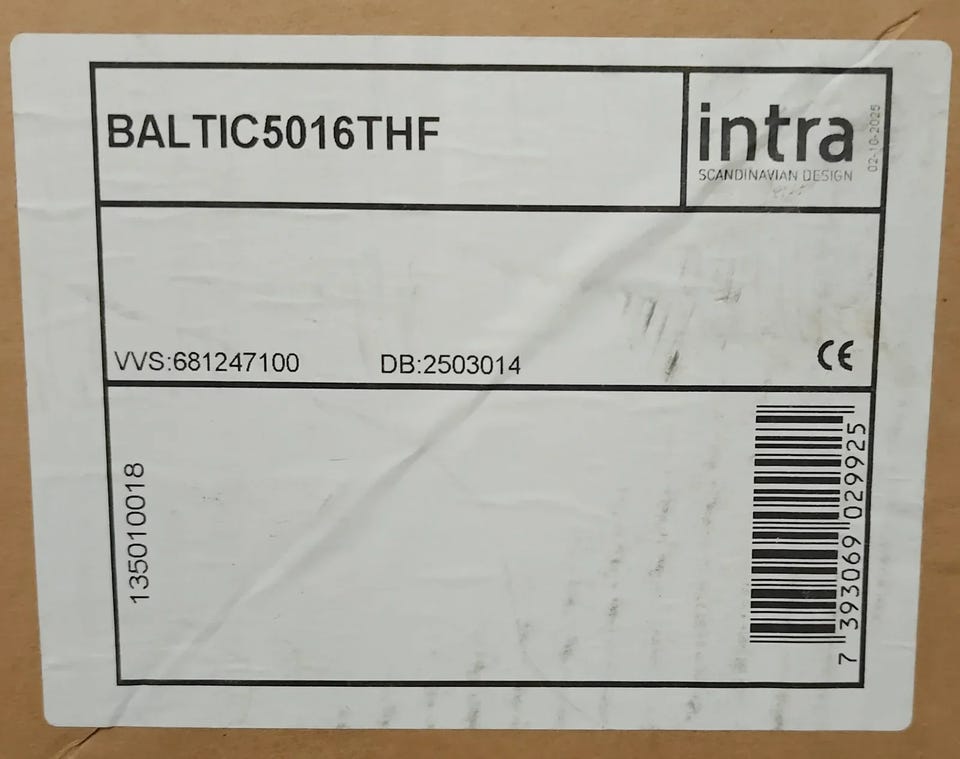 BALTIC5016THF
intra
SCANDINAVIAN DESIGN
02-10-2025
VVS:681247100
DB:2503014
CE
135010018
7 393069 029925